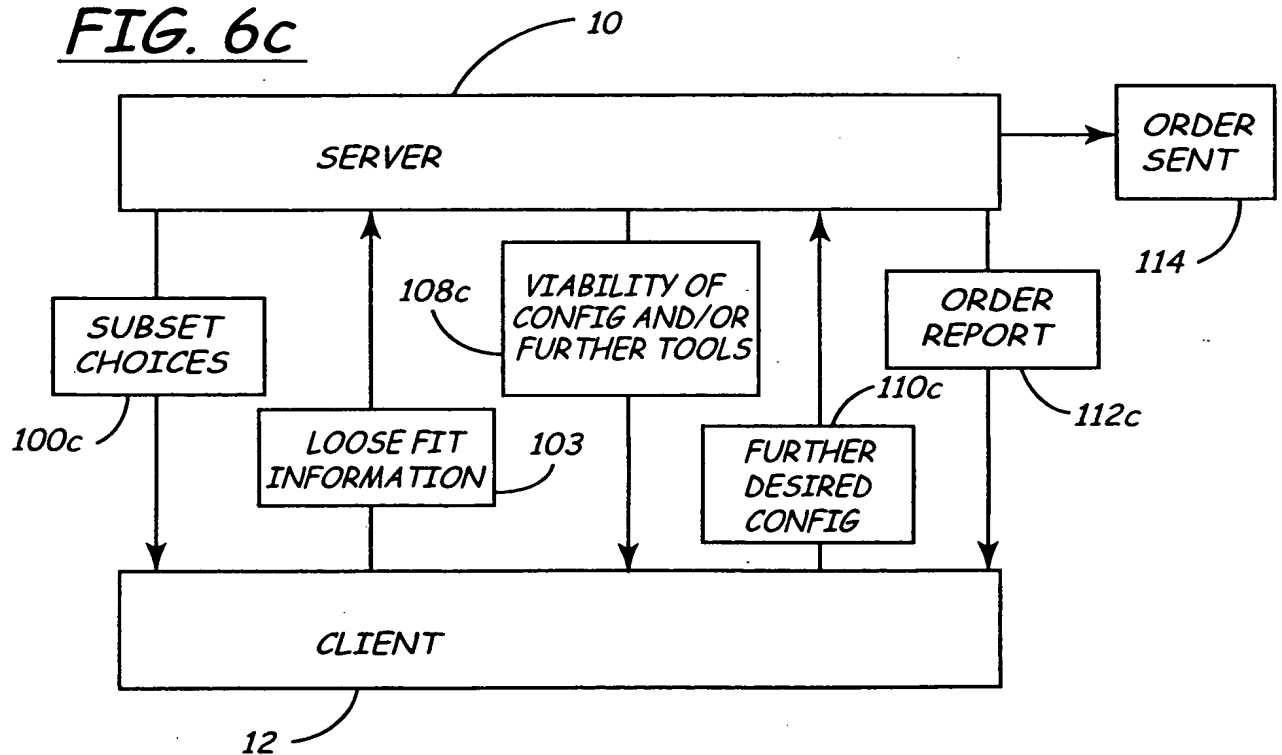 FIG. 6c
10
SERVER
ORDER
SENT
114
SUBSET
CHOICES
100c
LOOSE FIT
INFORMATION
103
108c
VIABILITY OF
CONFIG AND/OR
FURTHER TOOLS
110c
FURTHER
DESIRED
CONFIG
ORDER
REPORT
112c
CLIENT
12